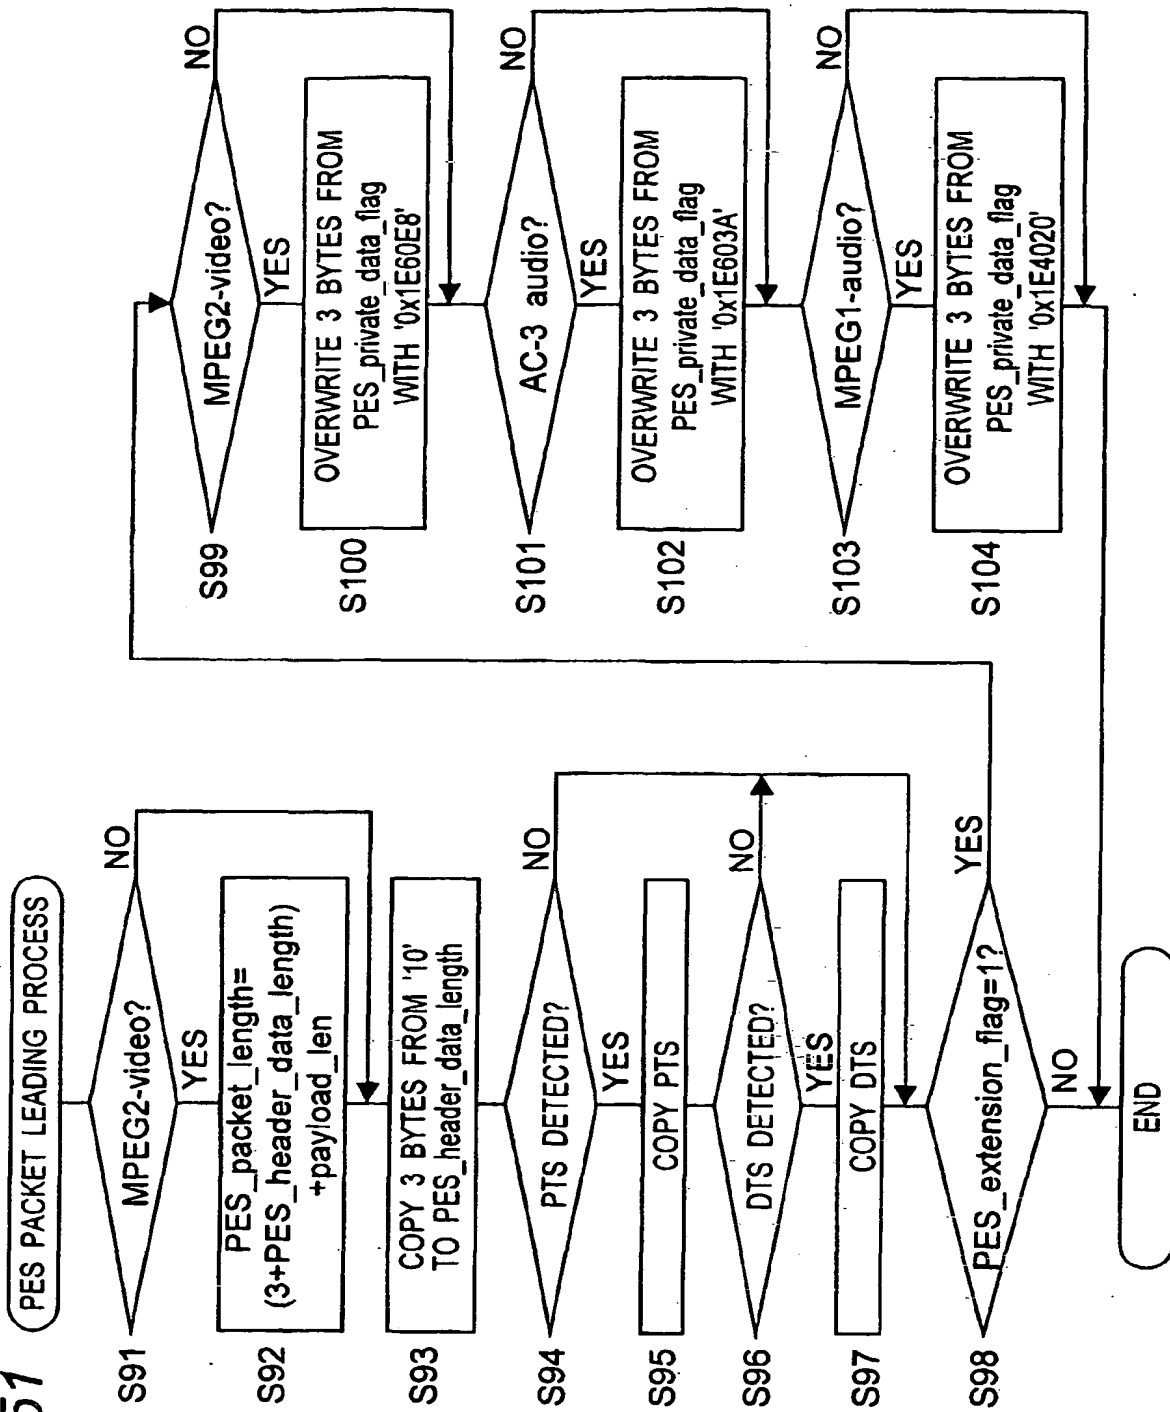 51
PES PACKET LEADING PROCESS
S91
MPEG2-video?
NO
YES
S92
PES_packet_length=
(3+PES_header_data_length)
+payload_len
S93
COPY 3 BYTES FROM '10'
TO PES_header_data_length
S94
PTS DETECTED?
NO
YES
S95
COPY PTS
S96
DTS DETECTED?
NO
YES
S97
COPY DTS
S98
PES_extension_flag=1?
YES
NO
END
S99
MPEG2-video?
NO
YES
S100
OVERWRITE 3 BYTES FROM
PES_private_data_flag
WITH '0x1E60E8'
S101
AC-3 audio?
NO
YES
S102
OVERWRITE 3 BYTES FROM
PES_private_data_flag
WITH '0x1E603A'
S103
MPEG1-audio?
NO
YES
S104
OVERWRITE 3 BYTES FROM
PES_private_data_flag
WITH '0x1E4020'